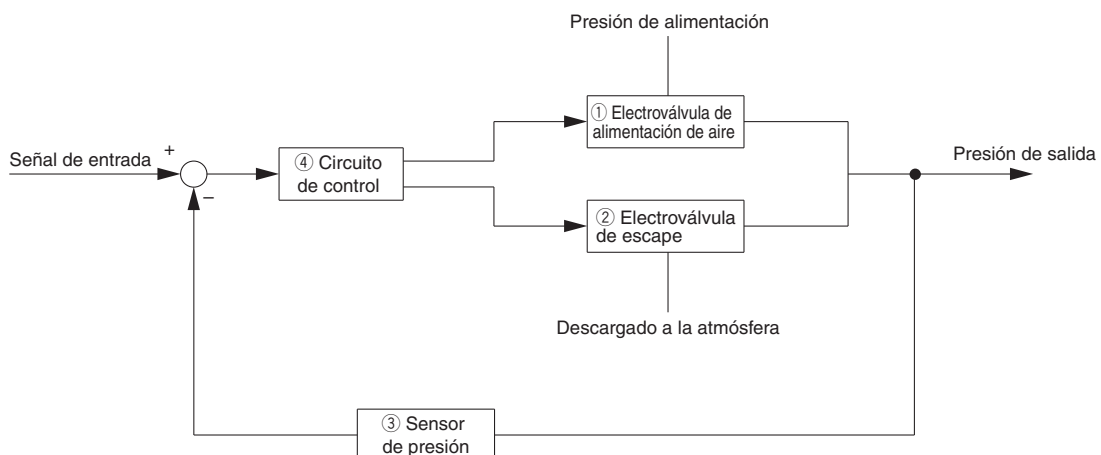 Presión de alimentación
① Electroválvula de
alimentación de aire
Señal de entrada
+
④ Circuito
de control
Presión de salida
−
② Electroválvula
de escape
Descargado a la atmósfera
③ Sensor
de presión